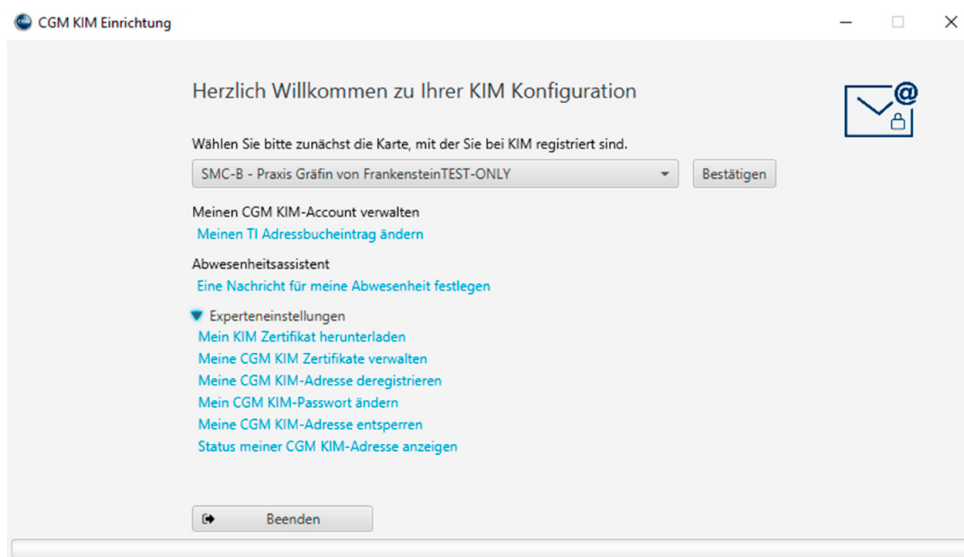 CGM KIM Einrichtung
Herzlich Willkommen zu Ihrer KIM Konfiguration
Wählen Sie bitte zunächst die Karte, mit der Sie bei KIM registriert sind.
SMC-B - Praxis Gräfin von FrankensteinTEST-ONLY
Bestätigen
Meinen CGM KIM-Account verwalten
Meinen TI Adressbucheintrag ändern
Abwesenheitsassistent
Eine Nachricht für meine Abwesenheit festlegen
Experteneinstellungen
Mein KIM Zertifikat herunterladen
Meine CGM KIM Zertifikate verwalten
Meine CGM KIM-Adresse deregistrieren
Mein CGM KIM-Passwort ändern
Meine CGM KIM-Adresse entsperren
Status meiner CGM KIM-Adresse anzeigen
Beenden